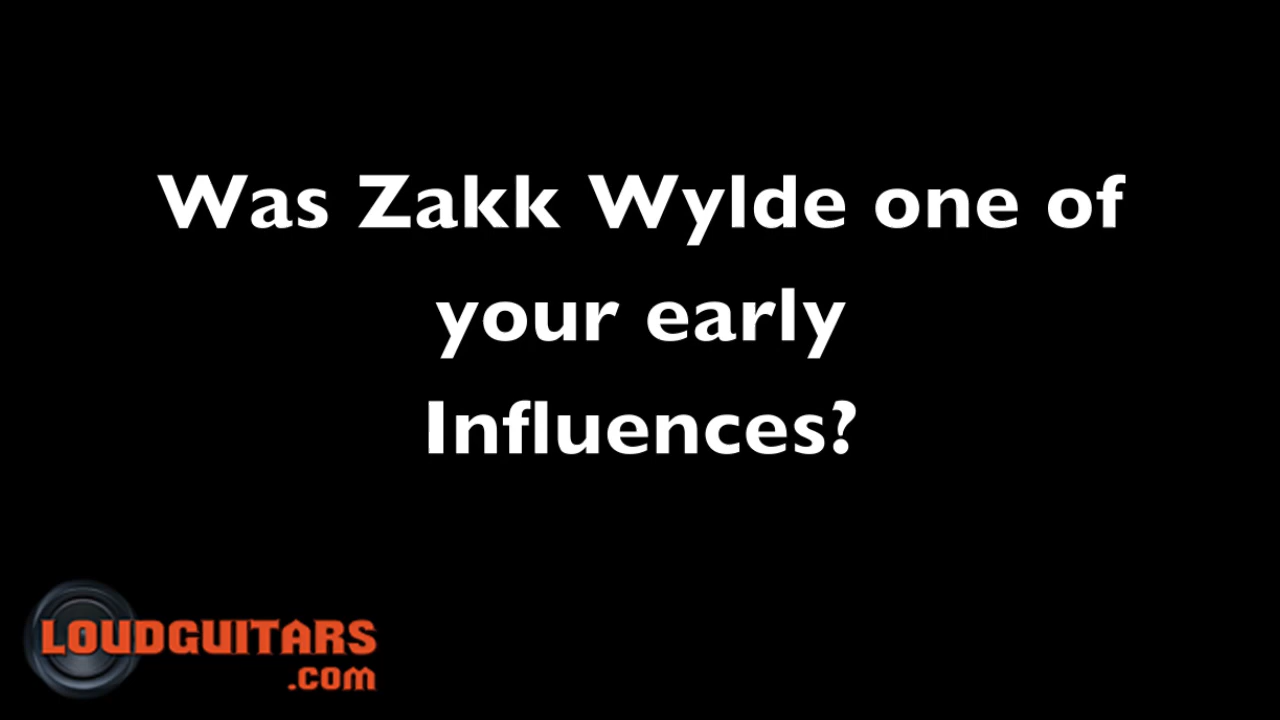 Was Zakk Wylde one of
your early
Influences?
LOUDGUITARS
.com